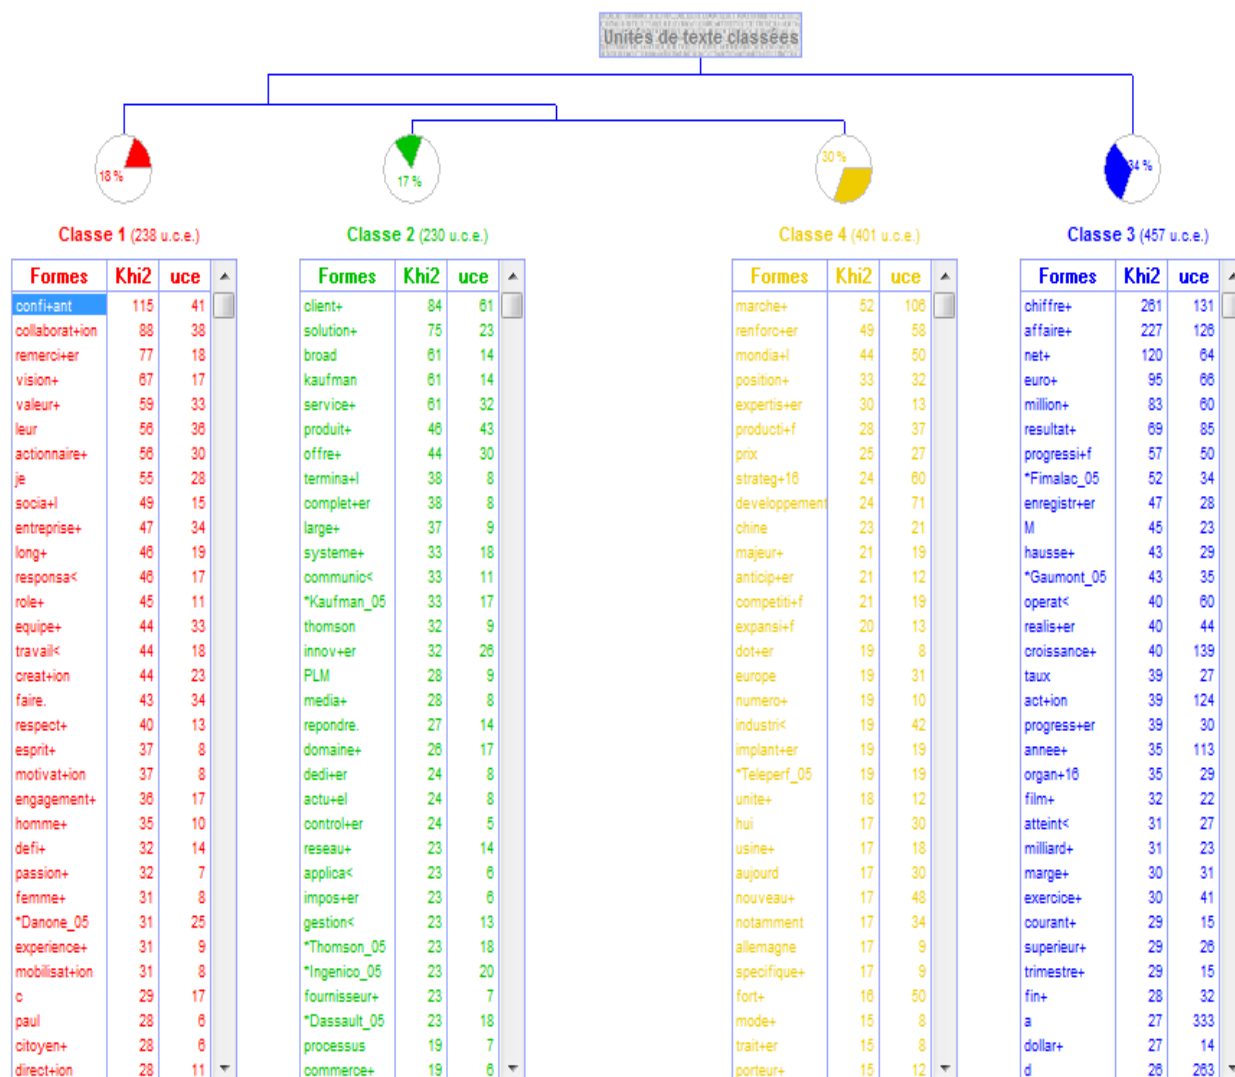 Unités de texte classées
18 %
17 %
30 %
34 %
Classe 1 (238 u.c.e.)
Formes Khi2 uce
confi+ant 115 41
collaborat+ion 88 38
remerci+er 77 18
vision+ 67 17
valeur+ 59 33
leur 56 36
actionnaire+ 56 30
je 55 28
socia+l 49 15
entreprise+ 47 34
long+ 46 19
responsa< 46 17
role+ 45 11
equipe+ 44 33
travail< 44 18
creat+ion 44 23
faire. 43 34
respect+ 40 13
esprit+ 37 8
motivat+ion 37 8
engagement+ 36 17
homme+ 35 10
defi+ 32 14
passion+ 32 7
femme+ 31 8
*Danone_05 31 25
experience+ 31 9
mobilisat+ion 31 8
c 29 17
paul 28 6
citoyen+ 28 6
direct+ion 28 11
Classe 2 (230 u.c.e.)
Formes Khi2 uce
client+ 84 61
solution+ 75 23
broad 61 14
kaufman 61 14
service+ 61 32
produit+ 46 43
offre+ 44 30
termina+l 38 8
complet+er 38 8
large+ 37 9
systeme+ 33 18
communic< 33 11
*Kaufman_05 33 17
thomson 32 9
innov+er 32 26
PLM 28 9
media+ 28 8
repondre. 27 14
domaine+ 26 17
dedi+er 24 8
actu+el 24 8
control+er 24 5
reseau+ 23 14
applica< 23 6
impos+er 23 6
gestion< 23 13
*Thomson_05 23 18
*Ingenico_05 23 20
fournisseur+ 23 7
*Dassault_05 23 18
processus 19 7
commerce+ 19 6
Classe 4 (401 u.c.e.)
Formes Khi2 uce
marche+ 52 106
renforc+er 49 58
mondia+l 44 50
position+ 33 32
expertis+er 30 13
producti+f 28 37
prix 25 27
strateg+16 24 60
developpement 24 71
chine 23 21
majeur+ 21 19
anticip+er 21 12
competiti+f 21 19
expansi+f 20 13
dot+er 19 8
europe 19 31
numero+ 19 10
industri< 19 42
implant+er 19 19
*Teleperf_05 19 19
unite+ 18 12
hui 17 30
usine+ 17 18
aujourd 17 30
nouveau+ 17 48
notamment 17 34
allemagne 17 9
specifique+ 17 9
fort+ 16 50
mode+ 15 8
trait+er 15 8
porteur+ 15 12
Classe 3 (457 u.c.e.)
Formes Khi2 uce
chiffre+ 261 131
affaire+ 227 126
net+ 120 64
euro+ 95 66
million+ 83 60
resultat+ 69 85
progressi+f 57 50
*Fimalac_05 52 34
enregistr+er 47 28
M 45 23
hausse+ 43 29
*Gaumont_05 43 35
operat< 40 60
realis+er 40 44
croissance+ 40 139
taux 39 27
act+ion 39 124
progress+er 39 30
annee+ 35 113
organ+16 35 29
film+ 32 22
atteint< 31 27
milliard+ 31 23
marge+ 30 31
exercice+ 30 41
courant+ 29 15
superieur+ 29 26
trimestre+ 29 15
fin+ 28 32
a 27 333
dollar+ 27 14
d 26 263